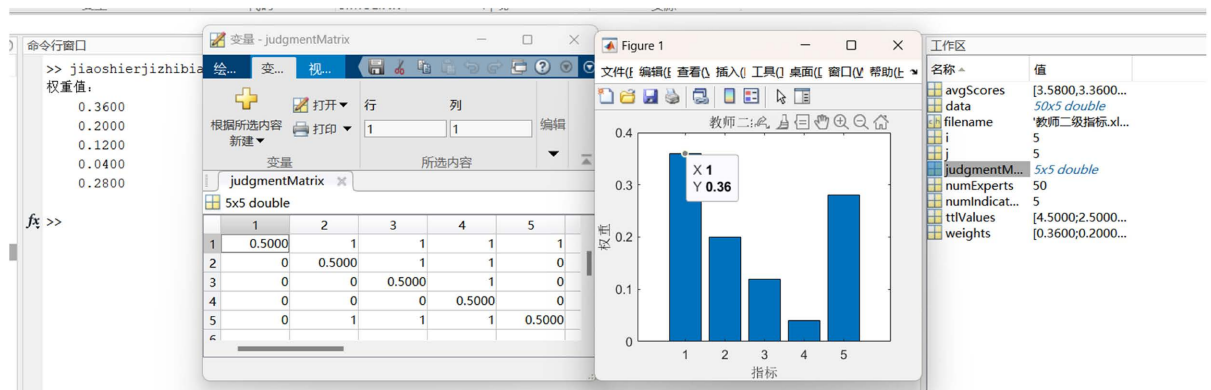 命令行窗口
>> jiaoshierjizhibia
权重值:
0.3600
0.2000
0.1200
0.0400
0.2800
fx >>
变量 - judgmentMatrix
绘... 变... 视...
根据所选内容
新建
打开
打印
变量
行 列
1 1
所选内容
编辑
judgmentMatrix
5x5 double
1 2 3 4 5
1 0.5000 1 1 1 1
2 0 0.5000 1 1 0
3 0 0 0.5000 1 0
4 0 0 0 0.5000 0
5 0 1 1 1 0.5000
6
Figure 1
文件(F 编辑(E 查看(\ 插入(I 工具(T 桌面(D 窗口(W 帮助(H
教师二
0.4
0.3
0.2
0.1
0
权重
X 1
Y 0.36
1 2 3 4 5
指标
工作区
名称 值
avgScores [3.5800,3.3600...
data 50x5 double
filename '教师二级指标.xl...
i 5
j 5
judgmentM... 5x5 double
numExperts 50
numIndicat... 5
ttlValues [4.5000;2.5000...
weights [0.3600;0.2000...